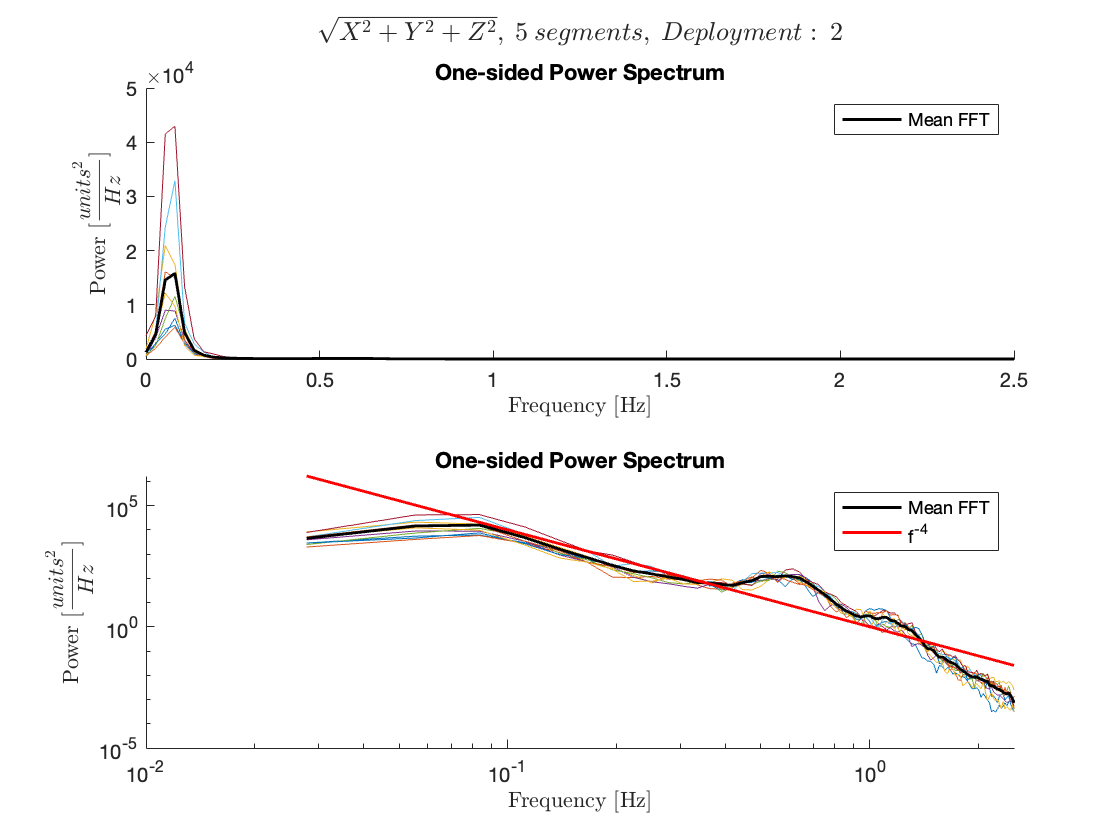 √X² + Y² + Z², 5 segments, Deployment : 2
One-sided Power Spectrum
×10⁴
5
4
3
2
1
0
Power [units²/Hz]
Mean FFT
0 0.5 1 1.5 2 2.5
Frequency [Hz]
One-sided Power Spectrum
10⁵
10⁰
10⁻⁵
Power [units²/Hz]
Mean FFT
f⁻⁴
10⁻² 10⁻¹ 10⁰
Frequency [Hz]